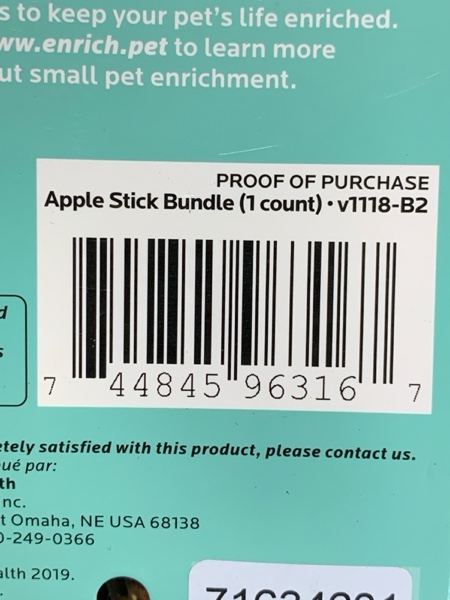 s to keep your pet's life enriched.
ww.enrich.pet to learn more
ut small pet enrichment.
PROOF OF PURCHASE
Apple Stick Bundle (1 count) • v1118-B2
7 44845 96316 7
d
s
etely satisfied with this product, please contact us.
ué par:
th
nc.
t Omaha, NE USA 68138
0-249-0366
alth 2019.